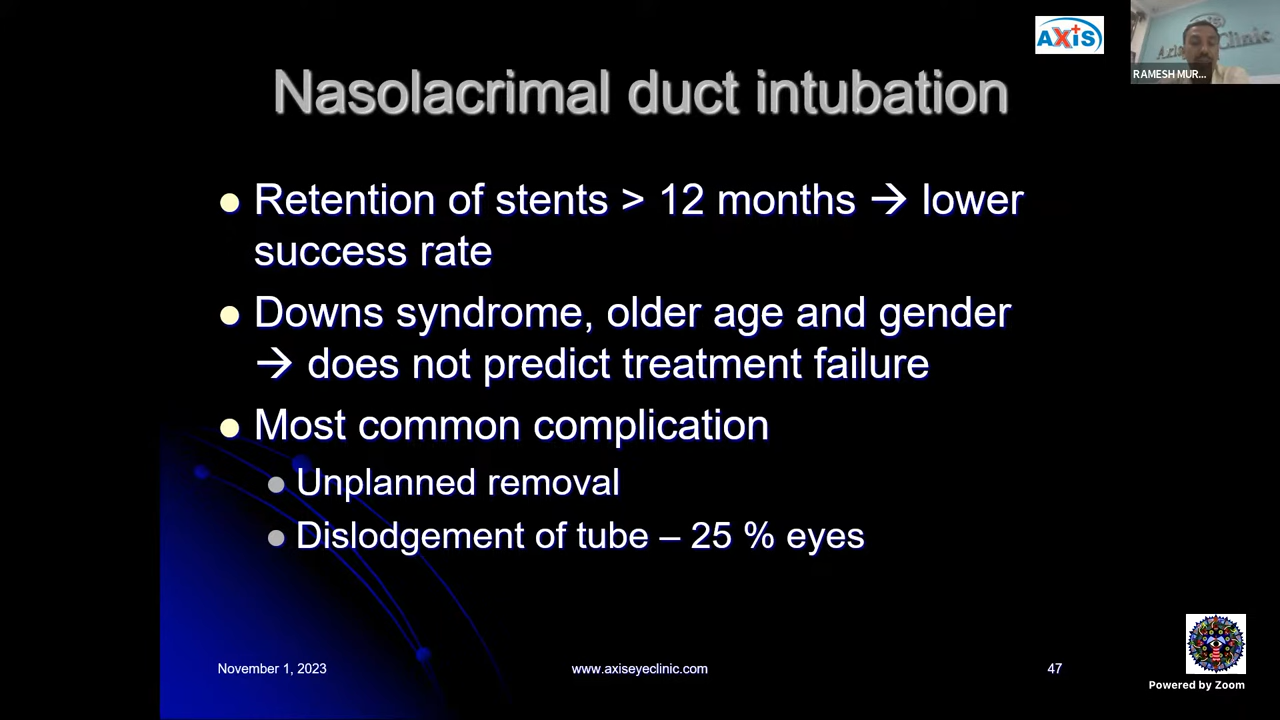 AXiS
RAMESH MUR...
Nasolacrimal duct intubation
Retention of stents > 12 months → lower
success rate
Downs syndrome, older age and gender
→ does not predict treatment failure
Most common complication
Unplanned removal
Dislodgement of tube – 25 % eyes
November 1, 2023
www.axiseyeclinic.com
47
Powered by Zoom